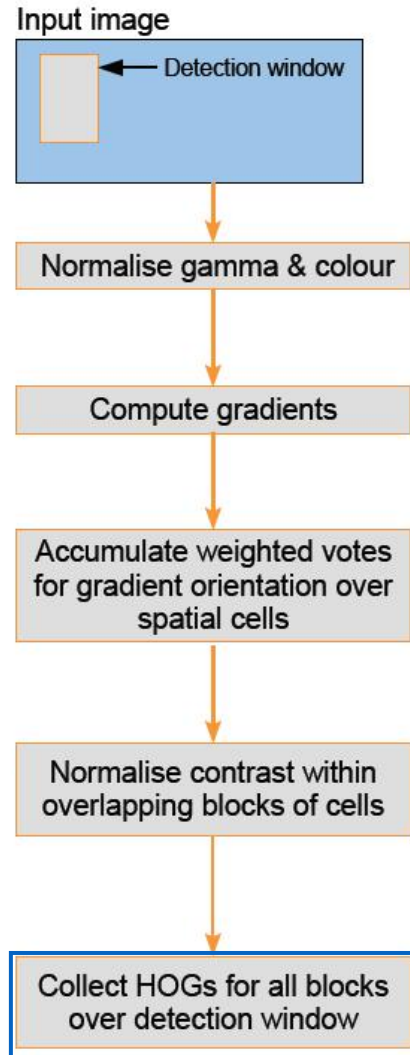 Input image
Detection window
Normalise gamma & colour
Compute gradients
Accumulate weighted votes
for gradient orientation over
spatial cells
Normalise contrast within
overlapping blocks of cells
Collect HOGs for all blocks
over detection window